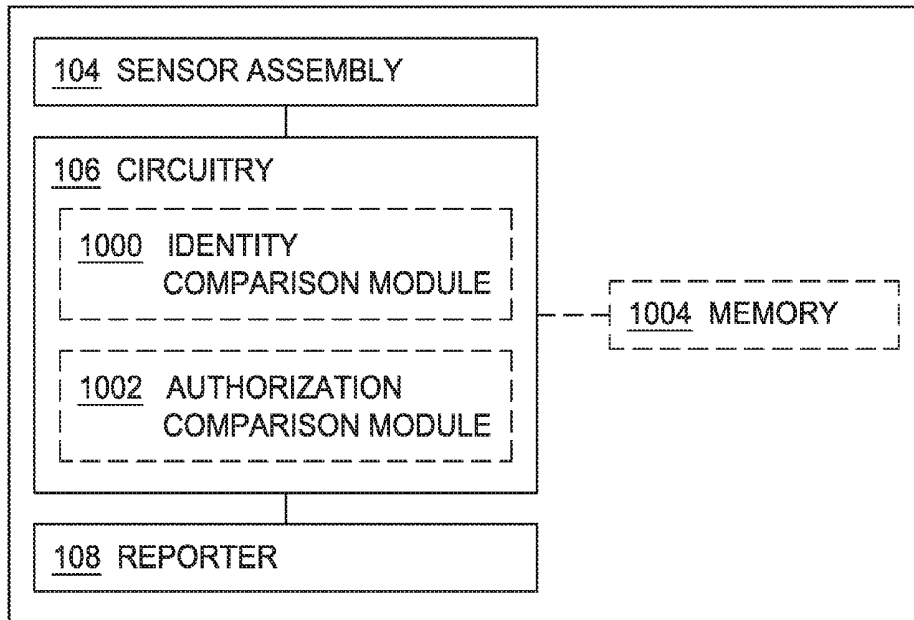 104 SENSOR ASSEMBLY
106 CIRCUITRY
1000 IDENTITY
COMPARISON MODULE
1004 MEMORY
1002 AUTHORIZATION
COMPARISON MODULE
108 REPORTER